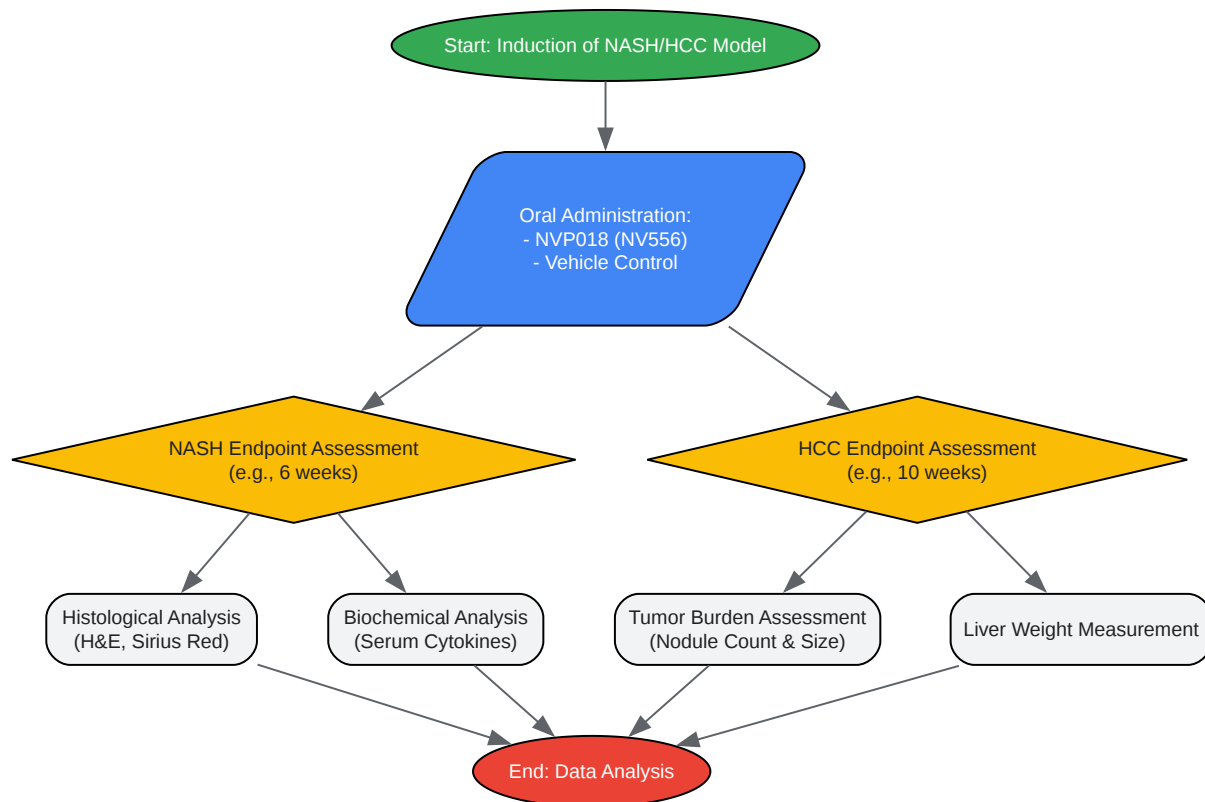 Start: Induction of NASH/HCC Model
Oral Administration:
- NVP018 (NV556)
- Vehicle Control
NASH Endpoint Assessment
(e.g., 6 weeks)
HCC Endpoint Assessment
(e.g., 10 weeks)
Histological Analysis
(H&E, Sirius Red)
Biochemical Analysis
(Serum Cytokines)
Tumor Burden Assessment
(Nodule Count & Size)
Liver Weight Measurement
End: Data Analysis